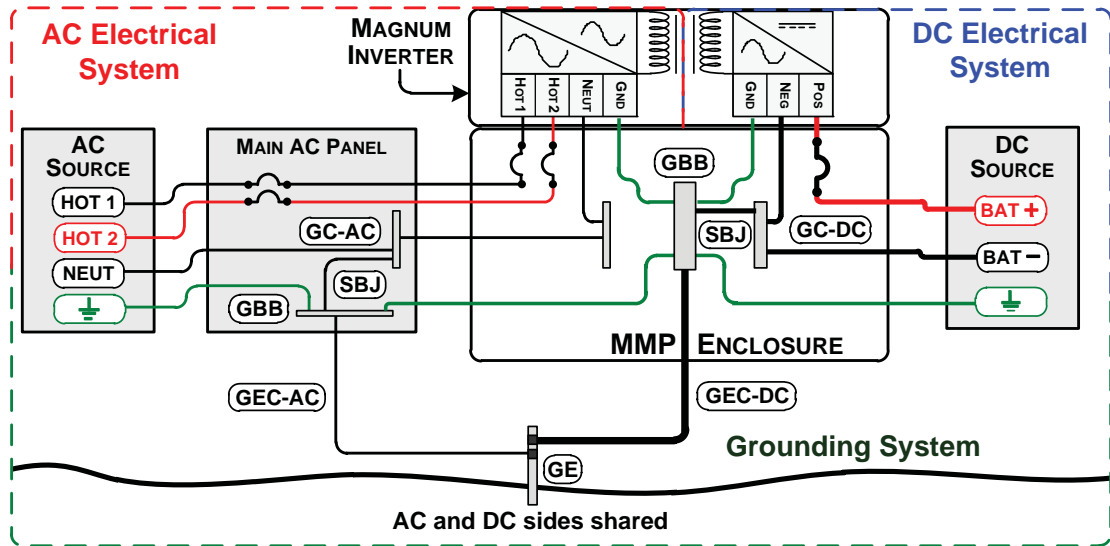 AC Electrical
System
MAGNUM
INVERTER
DC Electrical
System
HOT 1
HOT 2
NEUT
GND
GND
NEG
POS
AC
SOURCE
HOT 1
HOT 2
NEUT
MAIN AC PANEL
GC-AC
SBJ
GBB
GBB
SBJ
GC-DC
DC
SOURCE
BAT +
BAT −
MMP ENCLOSURE
GEC-AC
GEC-DC
Grounding System
GE
AC and DC sides shared